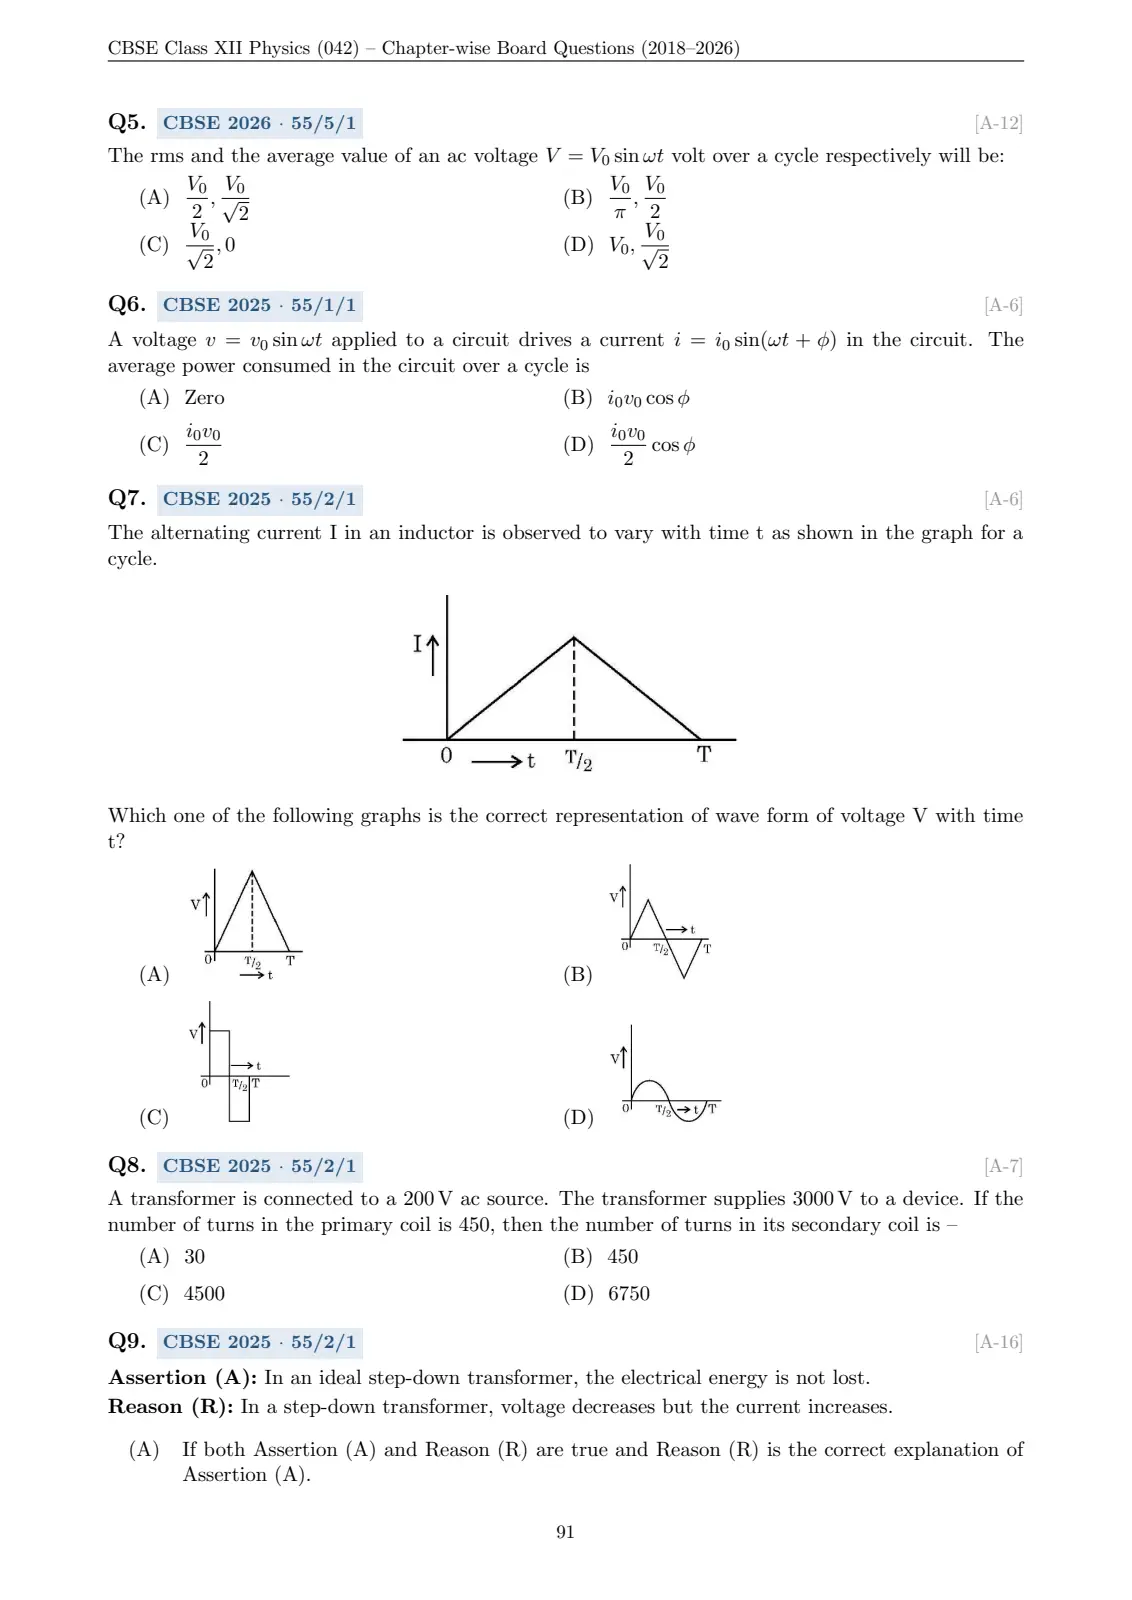 CBSE Class XII Physics (042) – Chapter-wise Board Questions (2018–2026)
Q5. CBSE 2026 · 55/5/1 [A-12]
The rms and the average value of an ac voltage V = V₀ sin ωt volt over a cycle respectively will be:
(A) V₀/2, V₀/√2 (B) V₀/π, V₀/2
(C) V₀/√2, 0 (D) V₀, V₀/√2
Q6. CBSE 2025 · 55/1/1 [A-6]
A voltage v = v₀ sin ωt applied to a circuit drives a current i = i₀ sin(ωt + ϕ) in the circuit. The
average power consumed in the circuit over a cycle is
(A) Zero (B) i₀v₀ cos ϕ
(C) i₀v₀/2 (D) i₀v₀/2 cos ϕ
Q7. CBSE 2025 · 55/2/1 [A-6]
The alternating current I in an inductor is observed to vary with time t as shown in the graph for a
cycle.
I
0 t T/2 T
Which one of the following graphs is the correct representation of wave form of voltage V with time
t?
V
0 T/2 T
t
(A)
V
t
0 T/2 T
(B)
V
t
0 T/2 T
(C)
V
0 T/2 t T
(D)
Q8. CBSE 2025 · 55/2/1 [A-7]
A transformer is connected to a 200 V ac source. The transformer supplies 3000 V to a device. If the
number of turns in the primary coil is 450, then the number of turns in its secondary coil is –
(A) 30 (B) 450
(C) 4500 (D) 6750
Q9. CBSE 2025 · 55/2/1 [A-16]
Assertion (A): In an ideal step-down transformer, the electrical energy is not lost.
Reason (R): In a step-down transformer, voltage decreases but the current increases.
(A) If both Assertion (A) and Reason (R) are true and Reason (R) is the correct explanation of
Assertion (A).
91